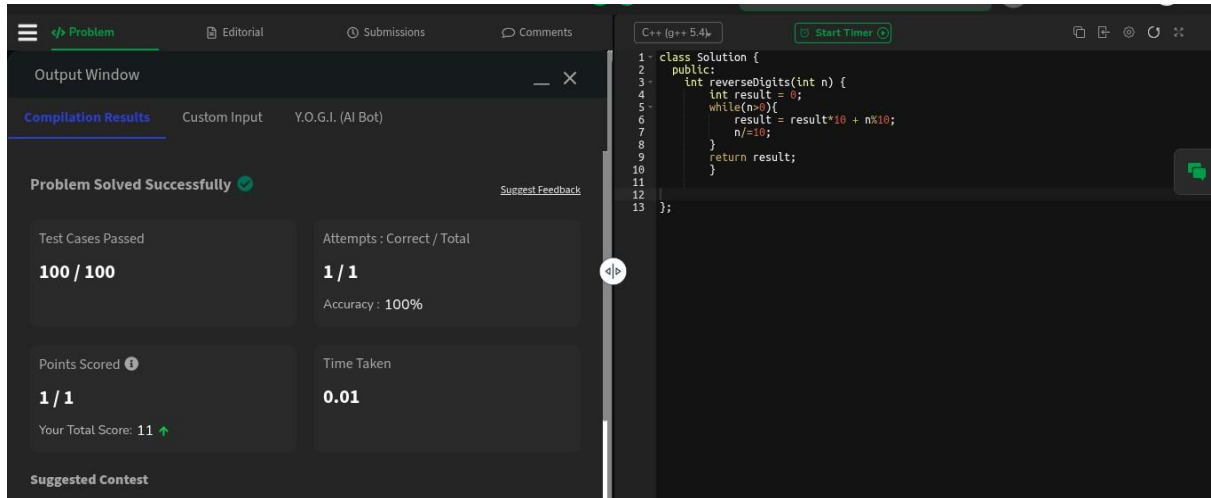 </> Problem
Editorial
Submissions
Comments
Output Window
Compilation Results
Custom Input
Y.O.G.I. (AI Bot)
Problem Solved Successfully
Suggest Feedback
Test Cases Passed
100 / 100
Attempts : Correct / Total
1 / 1
Accuracy : 100%
Points Scored
1 / 1
Your Total Score: 11
Time Taken
0.01
Suggested Contest
C++ (g++ 5.4)
Start Timer
1 class Solution {
2 public:
3 int reverseDigits(int n) {
4 int result = 0;
5 while(n>0){
6 result = result*10 + n%10;
7 n/=10;
8 }
9 return result;
10 }
11
12
13 };